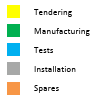 Tendering
Manufacturing
Tests
Installation
Spares